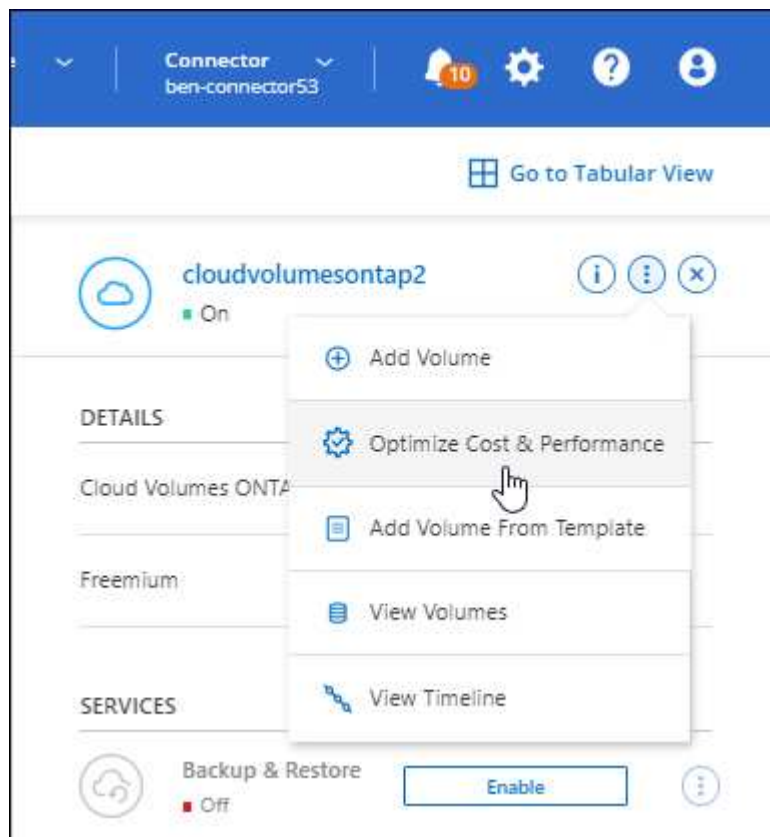 Connector
ben-connector53
10
Go to Tabular View
cloudvolumesontap2
On
Add Volume
DETAILS
Optimize Cost & Performance
Cloud Volumes ONTA
Add Volume From Template
Freemium
View Volumes
View Timeline
SERVICES
Backup & Restore
Off
Enable